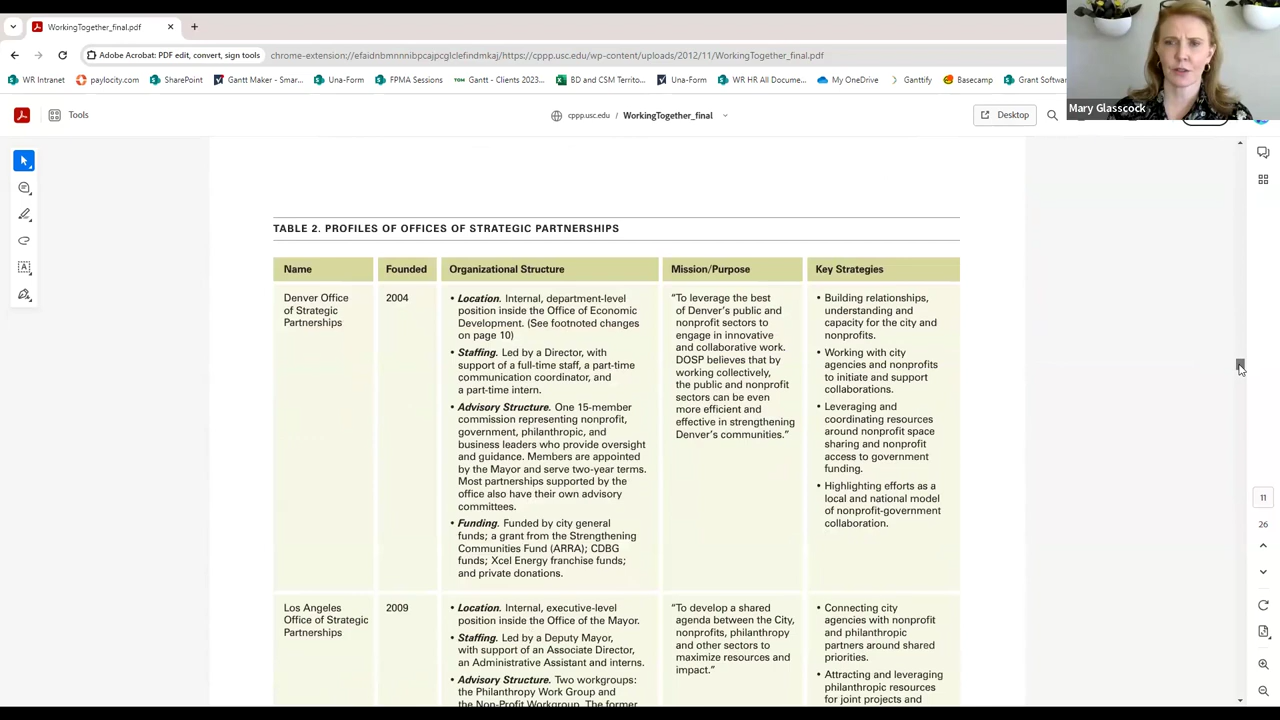 WorkingTogether_final.pdf
Adobe Acrobat: PDF edit, convert, sign tools
chrome-extension://efaidnbmnnnibpcajpcglclefindmkaj/https://cppp.usc.edu/wp-content/uploads/2012/11/WorkingTogether_final.pdf
WR Intranet
paylocity.com
SharePoint
Gantt Maker - Smar...
Una-Form
FPMA Sessions
TGM Gantt - Clients 2023...
BD and CSM Territo...
Una-Form
WR HR All Docume...
My OneDrive
Ganttify
Basecamp
Grant Softwar
Mary Glasscock
Tools
cppp.usc.edu / WorkingTogether_final
Desktop
TABLE 2. PROFILES OF OFFICES OF STRATEGIC PARTNERSHIPS
Name
Founded
Organizational Structure
Mission/Purpose
Key Strategies
Denver Office
of Strategic
Partnerships
2004
• Location. Internal, department-level
position inside the Office of Economic
Development. (See footnoted changes
on page 10)
• Staffing. Led by a Director, with
support of a full-time staff, a part-time
communication coordinator, and
a part-time intern.
• Advisory Structure. One 15-member
commission representing nonprofit,
government, philanthropic, and
business leaders who provide oversight
and guidance. Members are appointed
by the Mayor and serve two-year terms.
Most partnerships supported by the
office also have their own advisory
committees.
• Funding. Funded by city general
funds; a grant from the Strengthening
Communities Fund (ARRA); CDBG
funds; Xcel Energy franchise funds;
and private donations.
“To leverage the best
of Denver’s public and
nonprofit sectors to
engage in innovative
and collaborative work.
DOSP believes that by
working collectively,
the public and nonprofit
sectors can be even
more efficient and
effective in strengthening
Denver’s communities.”
• Building relationships,
understanding and
capacity for the city and
nonprofits.
• Working with city
agencies and nonprofits
to initiate and support
collaborations.
• Leveraging and
coordinating resources
around nonprofit space
sharing and nonprofit
access to government
funding.
• Highlighting efforts as a
local and national model
of nonprofit-government
collaboration.
Los Angeles
Office of Strategic
Partnerships
2009
• Location. Internal, executive-level
position inside the Office of the Mayor.
• Staffing. Led by a Deputy Mayor,
with support of an Associate Director,
an Administrative Assistant and interns.
• Advisory Structure. Two workgroups:
the Philanthropy Work Group and
the Non-Profit Workgroup. The former
“To develop a shared
agenda between the City,
nonprofits, philanthropy
and other sectors to
maximize resources and
impact.”
• Connecting city
agencies with nonprofit
and philanthropic
partners around shared
priorities.
• Attracting and leveraging
philanthropic resources
for joint projects and
11
26